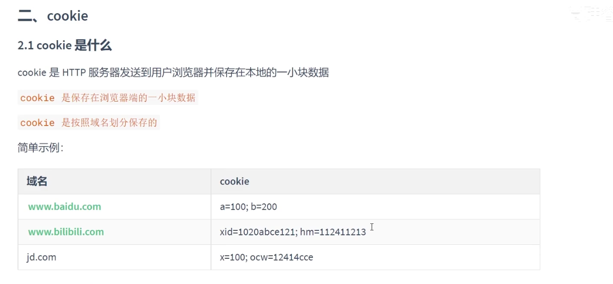 二、cookie
2.1 cookie 是什么
cookie 是 HTTP 服务器发送到用户浏览器并保存在本地的一小块数据
cookie 是保存在浏览器端的一小块数据
cookie 是按照域名划分保存的
简单示例：
域名 cookie
www.baidu.com a=100; b=200
www.bilibili.com xid=1020abce121; hm=112411213
jd.com x=100; ocw=12414cce